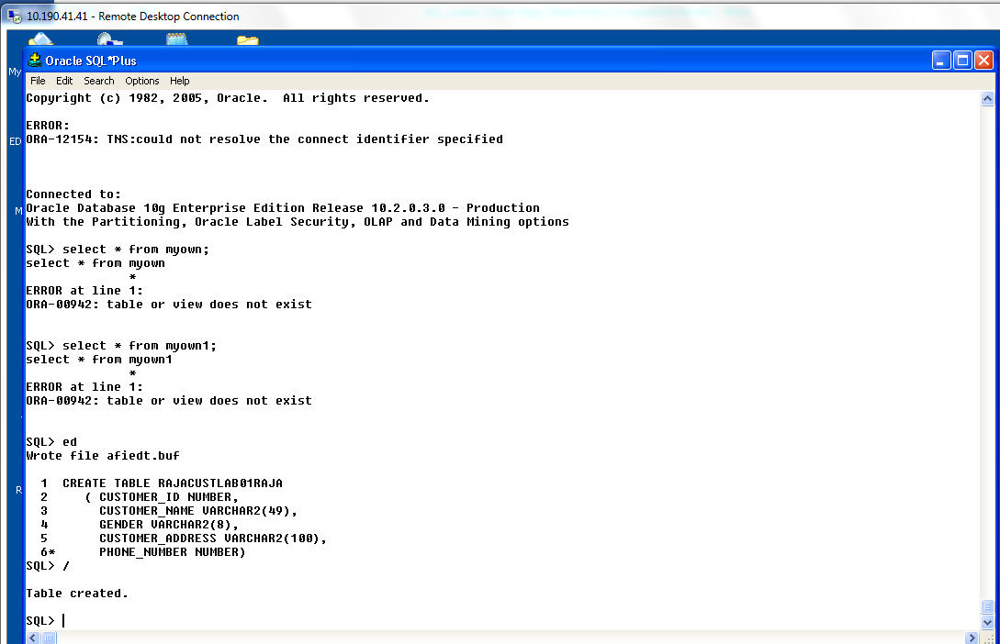 10.190.41.41 - Remote Desktop Connection
Oracle SQL*Plus
My
File Edit Search Options Help
Copyright (c) 1982, 2005, Oracle.  All rights reserved.
ERROR:
ED
ORA-12154: TNS:could not resolve the connect identifier specified
Connected to:
Oracle Database 10g Enterprise Edition Release 10.2.0.3.0 - Production
M
With the Partitioning, Oracle Label Security, OLAP and Data Mining options
SQL> select * from myown;
select * from myown
*
ERROR at line 1:
ORA-00942: table or view does not exist
SQL> select * from myown1;
select * from myown1
*
ERROR at line 1:
ORA-00942: table or view does not exist
SQL> ed
Wrote file afiedt.buf
1  CREATE TABLE RAJACUSTLAB01RAJA
R
2     ( CUSTOMER_ID NUMBER,
3       CUSTOMER_NAME VARCHAR2(49),
4       GENDER VARCHAR2(8),
5       CUSTOMER_ADDRESS VARCHAR2(100),
6*      PHONE_NUMBER NUMBER)
SQL> /
Table created.
SQL>